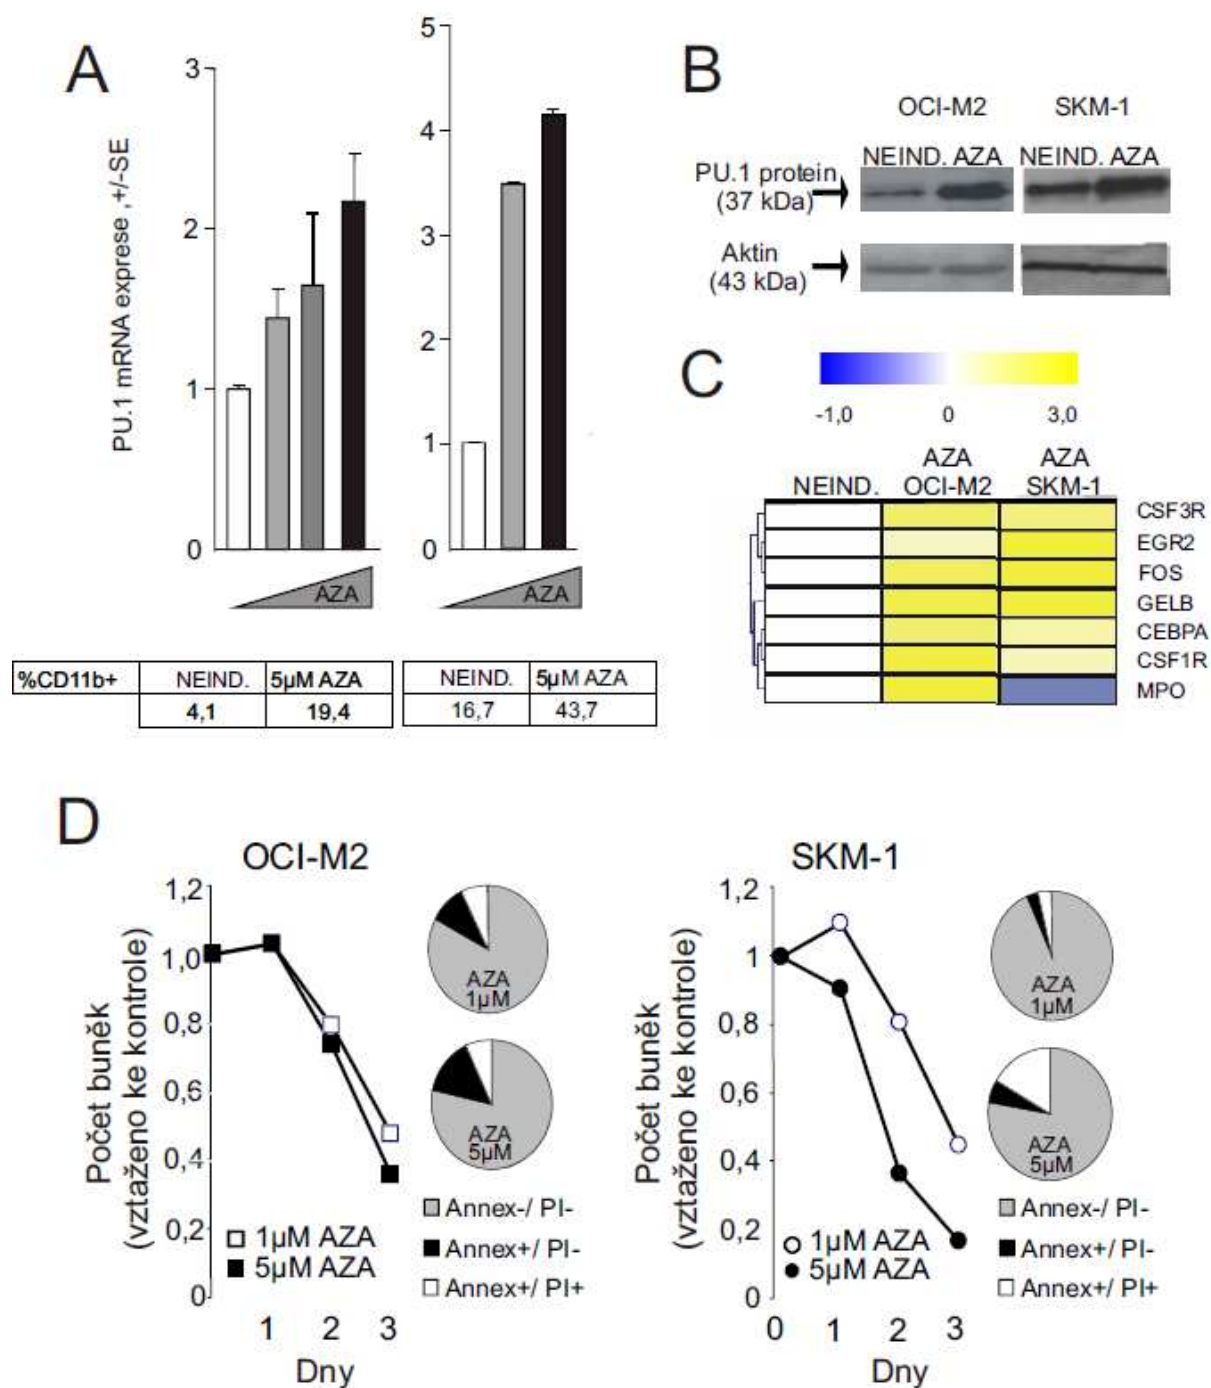 A
PU.1 mRNA exprese ,+/-SE
3
2
1
0
AZA
5
4
3
2
1
0
AZA
%CD11b+ NEIND. 5µM AZA
4,1 19,4
NEIND. 5µM AZA
16,7 43,7
B
OCI-M2 SKM-1
NEIND. AZA NEIND. AZA
PU.1 protein
(37 kDa)
Aktin
(43 kDa)
C
-1,0 0 3,0
AZA AZA
NEIND. OCI-M2 SKM-1
CSF3R
EGR2
FOS
GELB
CEBPA
CSF1R
MPO
D
OCI-M2
Počet buněk
(vztaženo ke kontrole)
1,2
1,0
0,8
0,6
0,4
0,2
0
1 2 3
Dny
1µM AZA
5µM AZA
AZA
1µM
AZA
5µM
Annex-/ PI-
Annex+/ PI-
Annex+/ PI+
SKM-1
Počet buněk
(vztaženo ke kontrole)
1,2
1
0,8
0,6
0,4
0,2
0
0 1 2 3
Dny
1µM AZA
5µM AZA
AZA
1µM
AZA
5µM
Annex-/ PI-
Annex+/ PI-
Annex+/ PI+